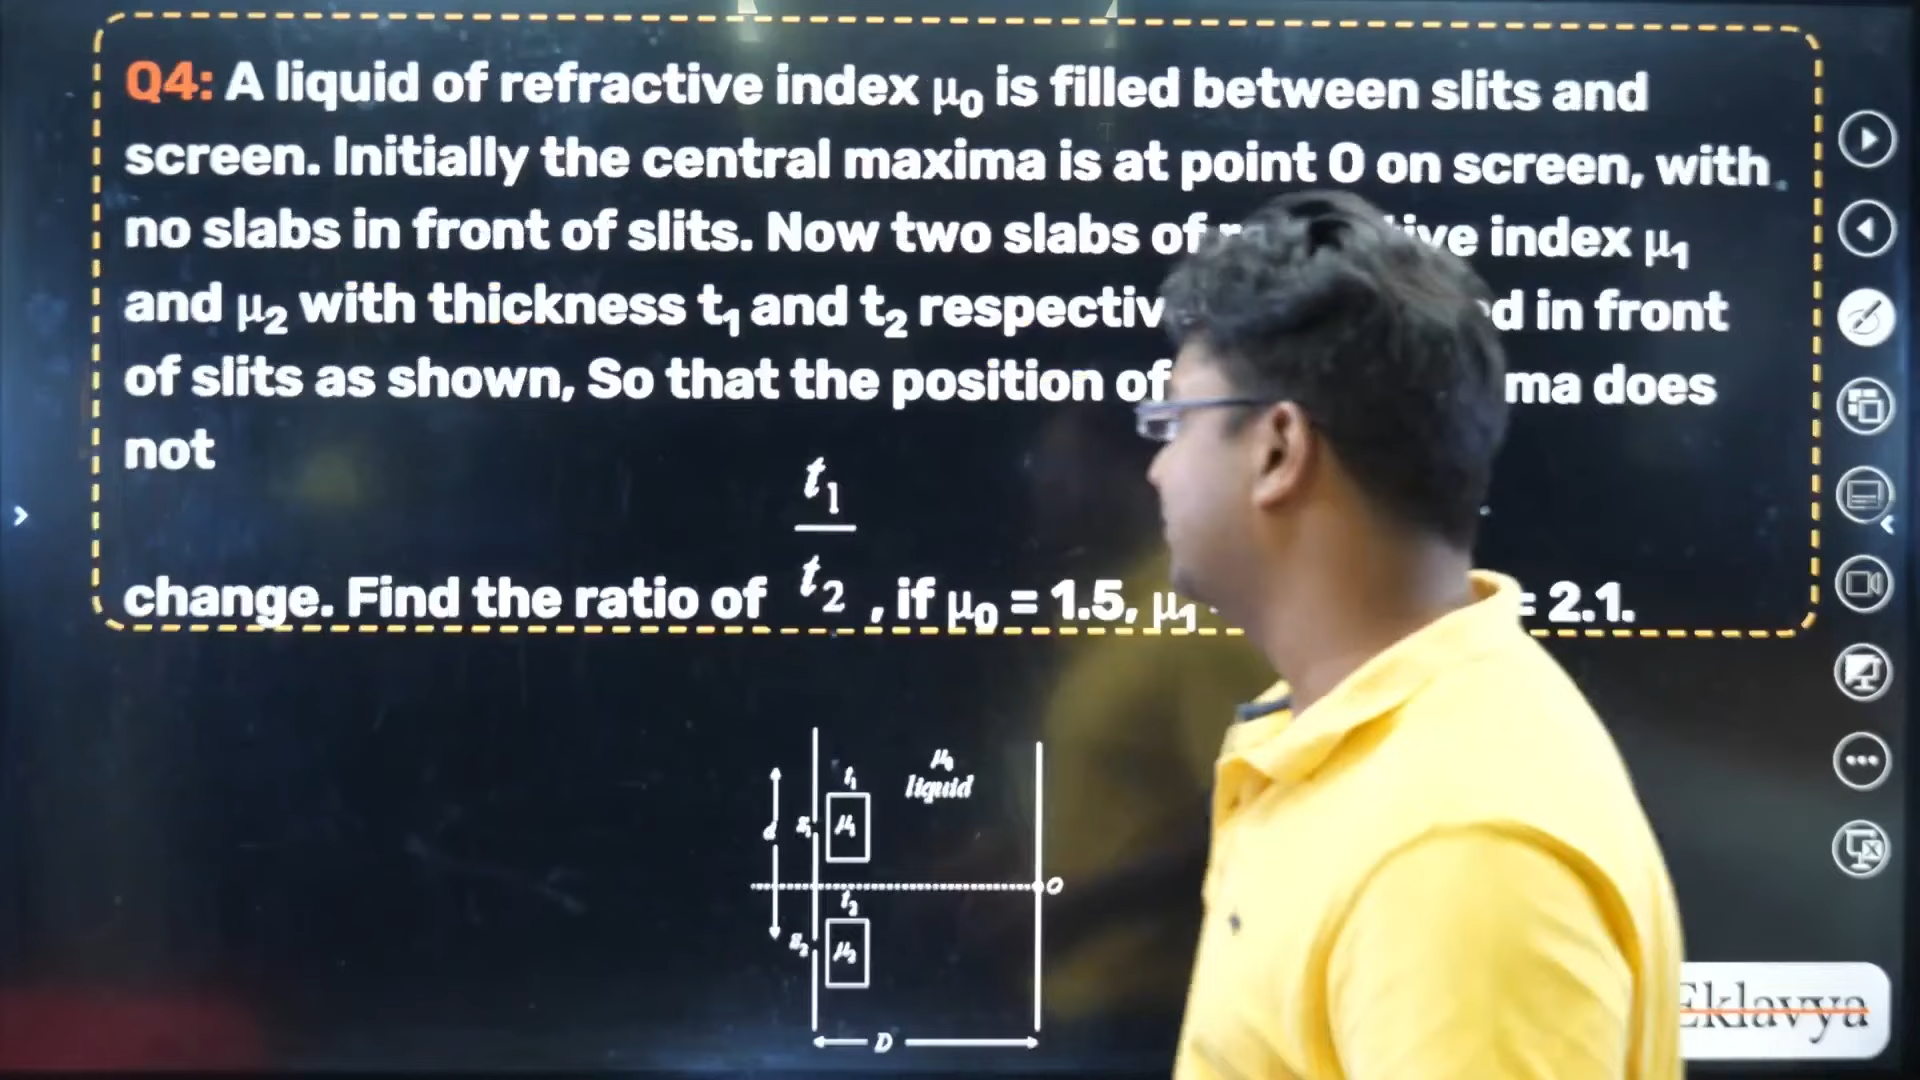 Q4: A liquid of refractive index μ₀ is filled between slits and
screen. Initially the central maxima is at point O on screen, with
no slabs in front of slits. Now two slabs of index μ₁
and μ₂ with thickness t₁ and t₂ in front
of slits as shown, So that the position of does
not
t₁
change. Find the ratio of t₂ , if μ₀ = 1.5, μ₁ = 2.1.
μ₀
liquid
t₁
d S₁ μ₁
O
t₂
S₂ μ₂
D
Eklavya